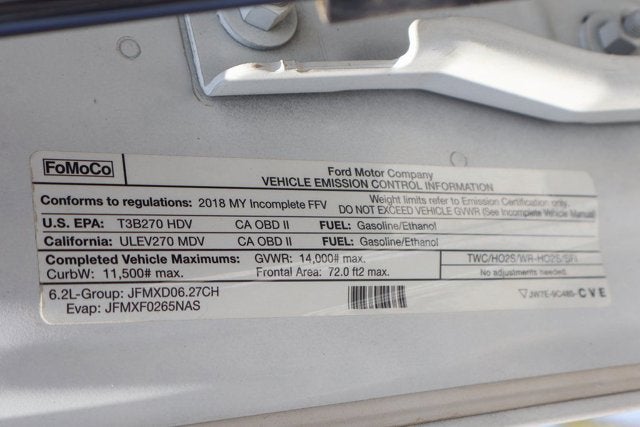 FoMoCo
Ford Motor Company
VEHICLE EMISSION CONTROL INFORMATION
Conforms to regulations: 2018 MY Incomplete FFV
Weight limits refer to Emission Certification only.
DO NOT EXCEED VEHICLE GVWR (See Incomplete Vehicle Manual)
U.S. EPA: T3B270 HDV CA OBD II FUEL: Gasoline/Ethanol
California: ULEV270 MDV CA OBD II FUEL: Gasoline/Ethanol
Completed Vehicle Maximums: GVWR: 14,000# max.
CurbW: 11,500# max. Frontal Area: 72.0 ft2 max.
TWC/HO2S/WR-HO2S/SFI
No adjustments needed.
6.2L-Group: JFMXD06.27CH
Evap: JFMXF0265NAS
JW7E-9C485- CVE